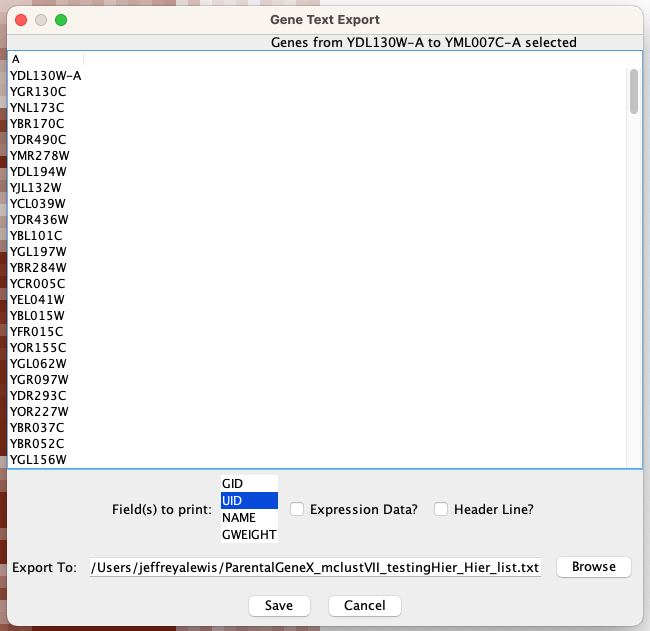 Gene Text Export
Genes from YDL130W-A to YML007C-A selected
A
YDL130W-A
YGR130C
YNL173C
YBR170C
YDR490C
YMR278W
YDL194W
YJL132W
YCL039W
YDR436W
YBL101C
YGL197W
YBR284W
YCR005C
YEL041W
YBL015W
YFR015C
YOR155C
YGL062W
YGR097W
YDR293C
YOR227W
YBR037C
YBR052C
YGL156W
GID
UID
NAME
GWEIGHT
Field(s) to print:
Expression Data?
Header Line?
Export To: /Users/jeffreyalewis/ParentalGeneX_mclustVII_testingHier_Hier_list.txt Browse
Save Cancel